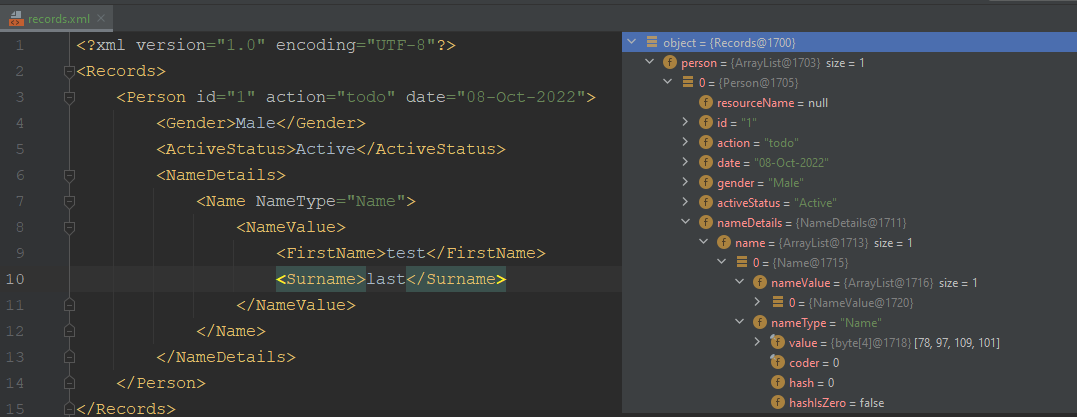 records.xml
1 <?xml version="1.0" encoding="UTF-8"?>
2 <Records>
3 <Person id="1" action="todo" date="08-Oct-2022">
4 <Gender>Male</Gender>
5 <ActiveStatus>Active</ActiveStatus>
6 <NameDetails>
7 <Name NameType="Name">
8 <NameValue>
9 <FirstName>test</FirstName>
10 <Surname>last</Surname>
11 </NameValue>
12 </Name>
13 </NameDetails>
14 </Person>
15 </Records>
object = {Records@1700}
f person = {ArrayList@1703} size = 1
0 = {Person@1705}
f resourceName = null
f id = "1"
f action = "todo"
f date = "08-Oct-2022"
f gender = "Male"
f activeStatus = "Active"
f nameDetails = {NameDetails@1711}
f name = {ArrayList@1713} size = 1
0 = {Name@1715}
f nameValue = {ArrayList@1716} size = 1
0 = {NameValue@1720}
f nameType = "Name"
f value = {byte[4]@1718} [78, 97, 109, 101]
f coder = 0
f hash = 0
f hashIsZero = false